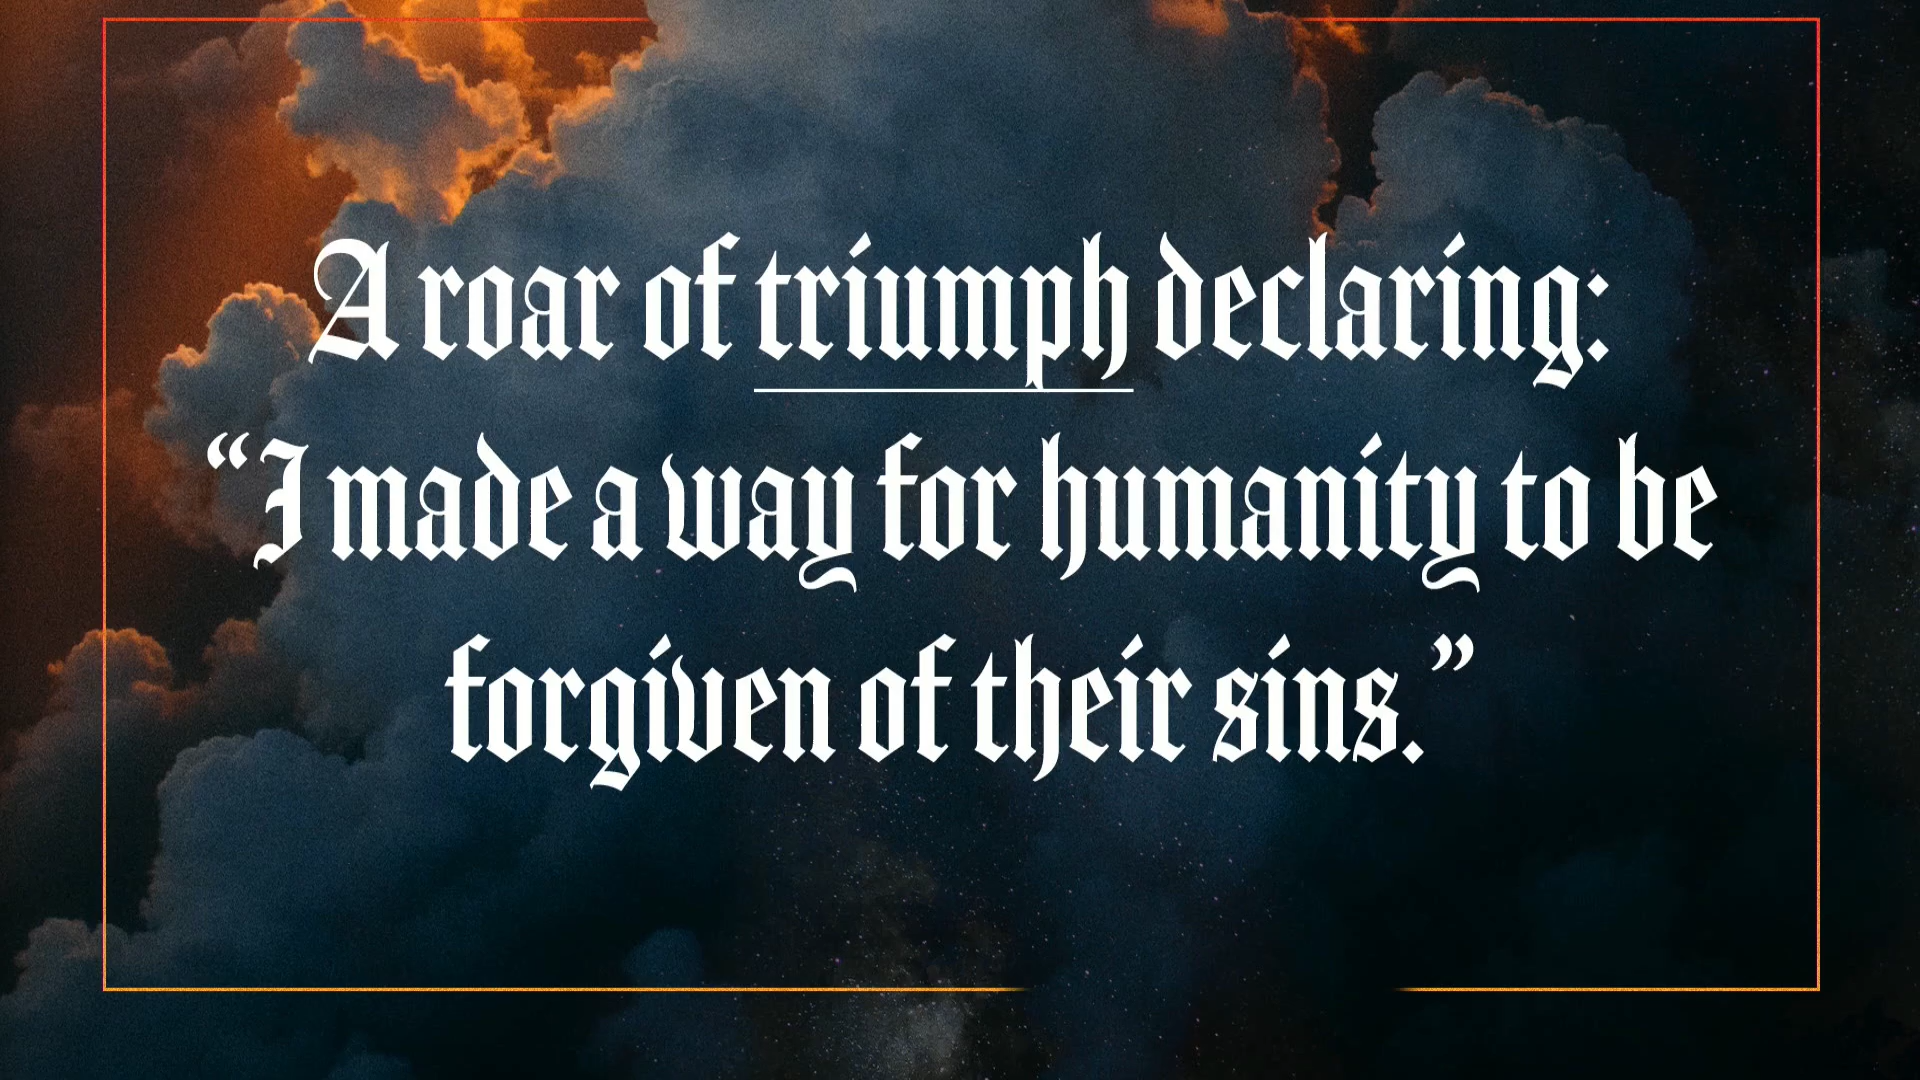 A roar of triumph declaring:
“I made a way for humanity to be
forgiven of their sins.”